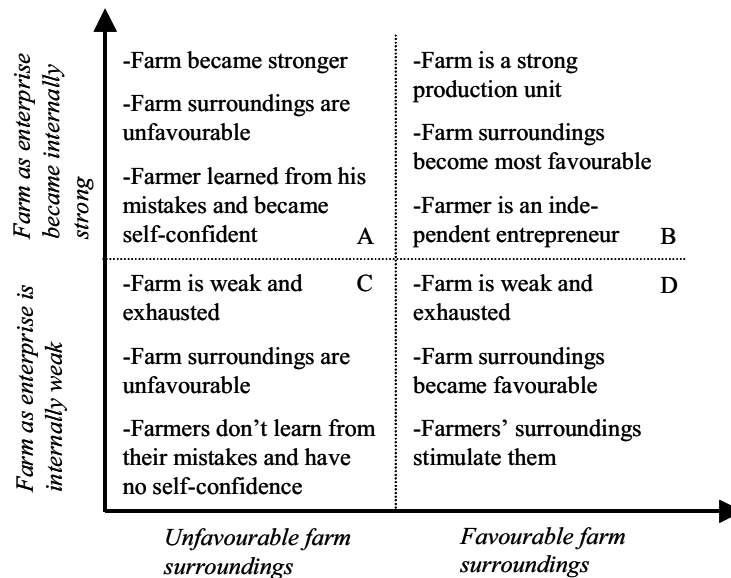 Farm as enterprise
became internally
strong
-Farm became stronger
-Farm surroundings are
unfavourable
-Farmer learned from his
mistakes and became
self-confident
A
-Farm is a strong
production unit
-Farm surroundings
become most favourable
-Farmer is an inde-
pendent entrepreneur
B
Farm as enterprise is
internally weak
-Farm is weak and
exhausted
C
-Farm surroundings are
unfavourable
-Farmers don’t learn from
their mistakes and have
no self-confidence
-Farm is weak and
exhausted
D
-Farm surroundings
became favourable
-Farmers’ surroundings
stimulate them
Unfavourable farm
surroundings
Favourable farm
surroundings